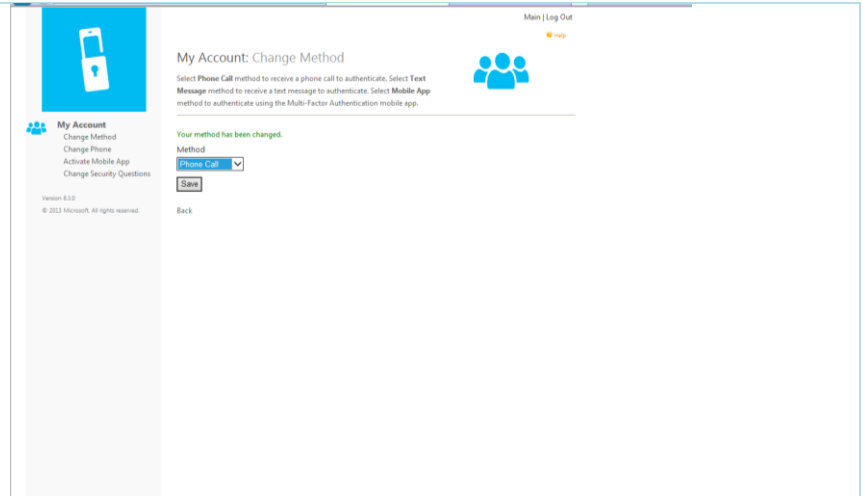 Main | Log Out
Help
My Account: Change Method
Select Phone Call method to receive a phone call to authenticate. Select Text
Message method to receive a text message to authenticate. Select Mobile App
method to authenticate using the Multi-Factor Authentication mobile app.
My Account
Change Method
Change Phone
Activate Mobile App
Change Security Questions
Version 6.3.0
© 2013 Microsoft. All rights reserved.
Your method has been changed.
Method
Phone Call
Save
Back